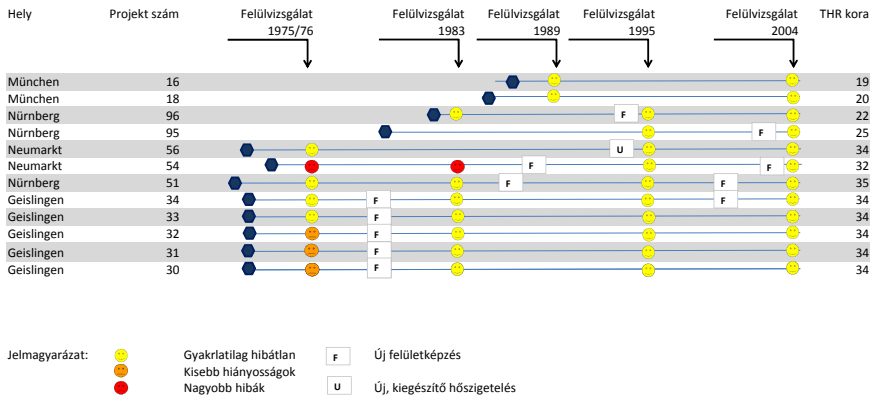 Hely Projekt szám Felülvizsgálat Felülvizsgálat Felülvizsgálat Felülvizsgálat Felülvizsgálat THR kora
1975/76 1983 1989 1995 2004
München 16 19
München 18 20
Nürnberg 96 F 22
Nürnberg 95 F 25
Neumarkt 56 U 34
Neumarkt 54 F F 32
Nürnberg 51 F F 35
Geislingen 34 F F 34
Geislingen 33 F 34
Geislingen 32 F 34
Geislingen 31 F 34
Geislingen 30 F 34
Jelmagyarázat: Gyakrlatilag hibátlan F Új felületképzés
Kisebb hiányosságok
Nagyobb hibák U Új, kiegészítő hőszigetelés